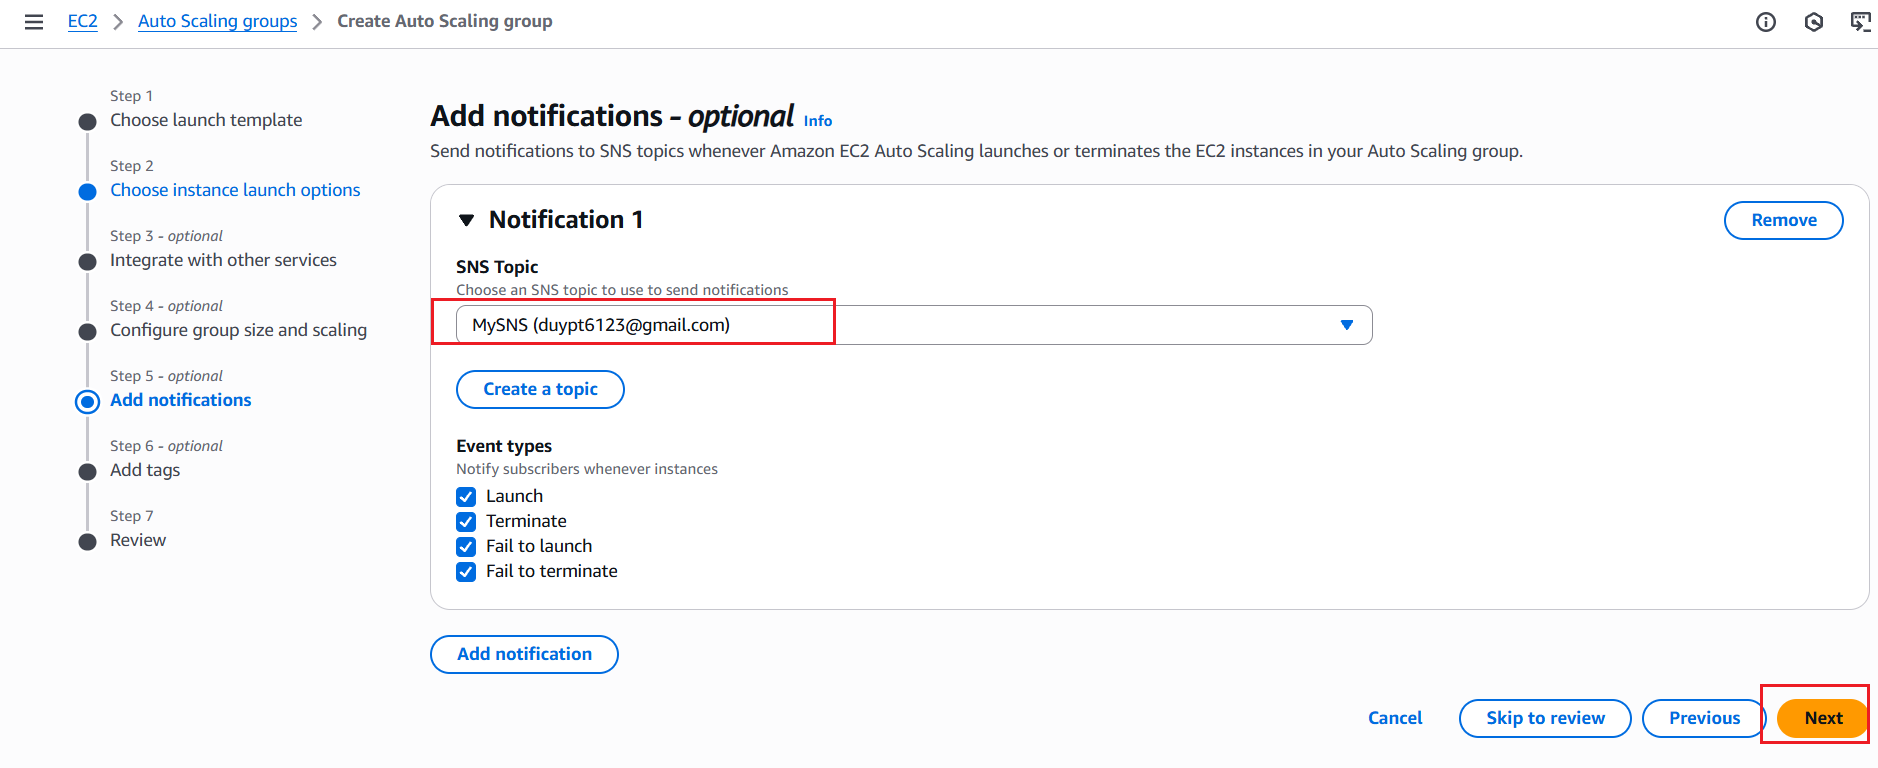 EC2 > Auto Scaling groups > Create Auto Scaling group
Step 1
Choose launch template
Step 2
Choose instance launch options
Step 3 - optional
Integrate with other services
Step 4 - optional
Configure group size and scaling
Step 5 - optional
Add notifications
Step 6 - optional
Add tags
Step 7
Review
Add notifications - optional Info
Send notifications to SNS topics whenever Amazon EC2 Auto Scaling launches or terminates the EC2 instances in your Auto Scaling group.
Notification 1
Remove
SNS Topic
Choose an SNS topic to use to send notifications
MySNS (duypt6123@gmail.com)
Create a topic
Event types
Notify subscribers whenever instances
Launch
Terminate
Fail to launch
Fail to terminate
Add notification
Cancel Skip to review Previous Next